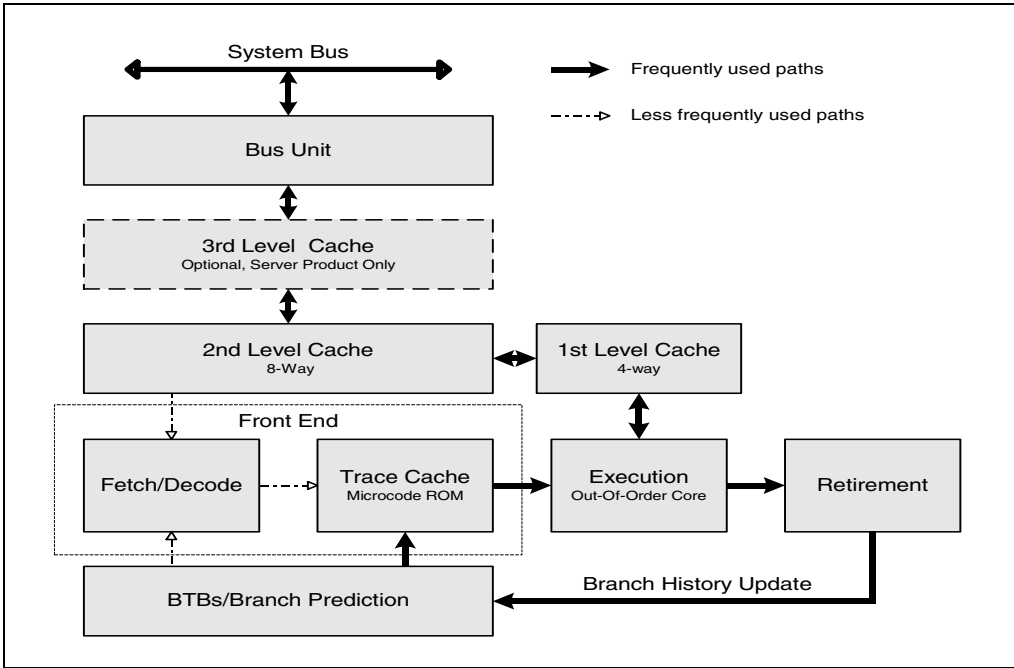 System Bus
Frequently used paths
Less frequently used paths
Bus Unit
3rd Level Cache
Optional, Server Product Only
2nd Level Cache
8-Way
1st Level Cache
4-way
Front End
Fetch/Decode
Trace Cache
Microcode ROM
Execution
Out-Of-Order Core
Retirement
BTBs/Branch Prediction
Branch History Update